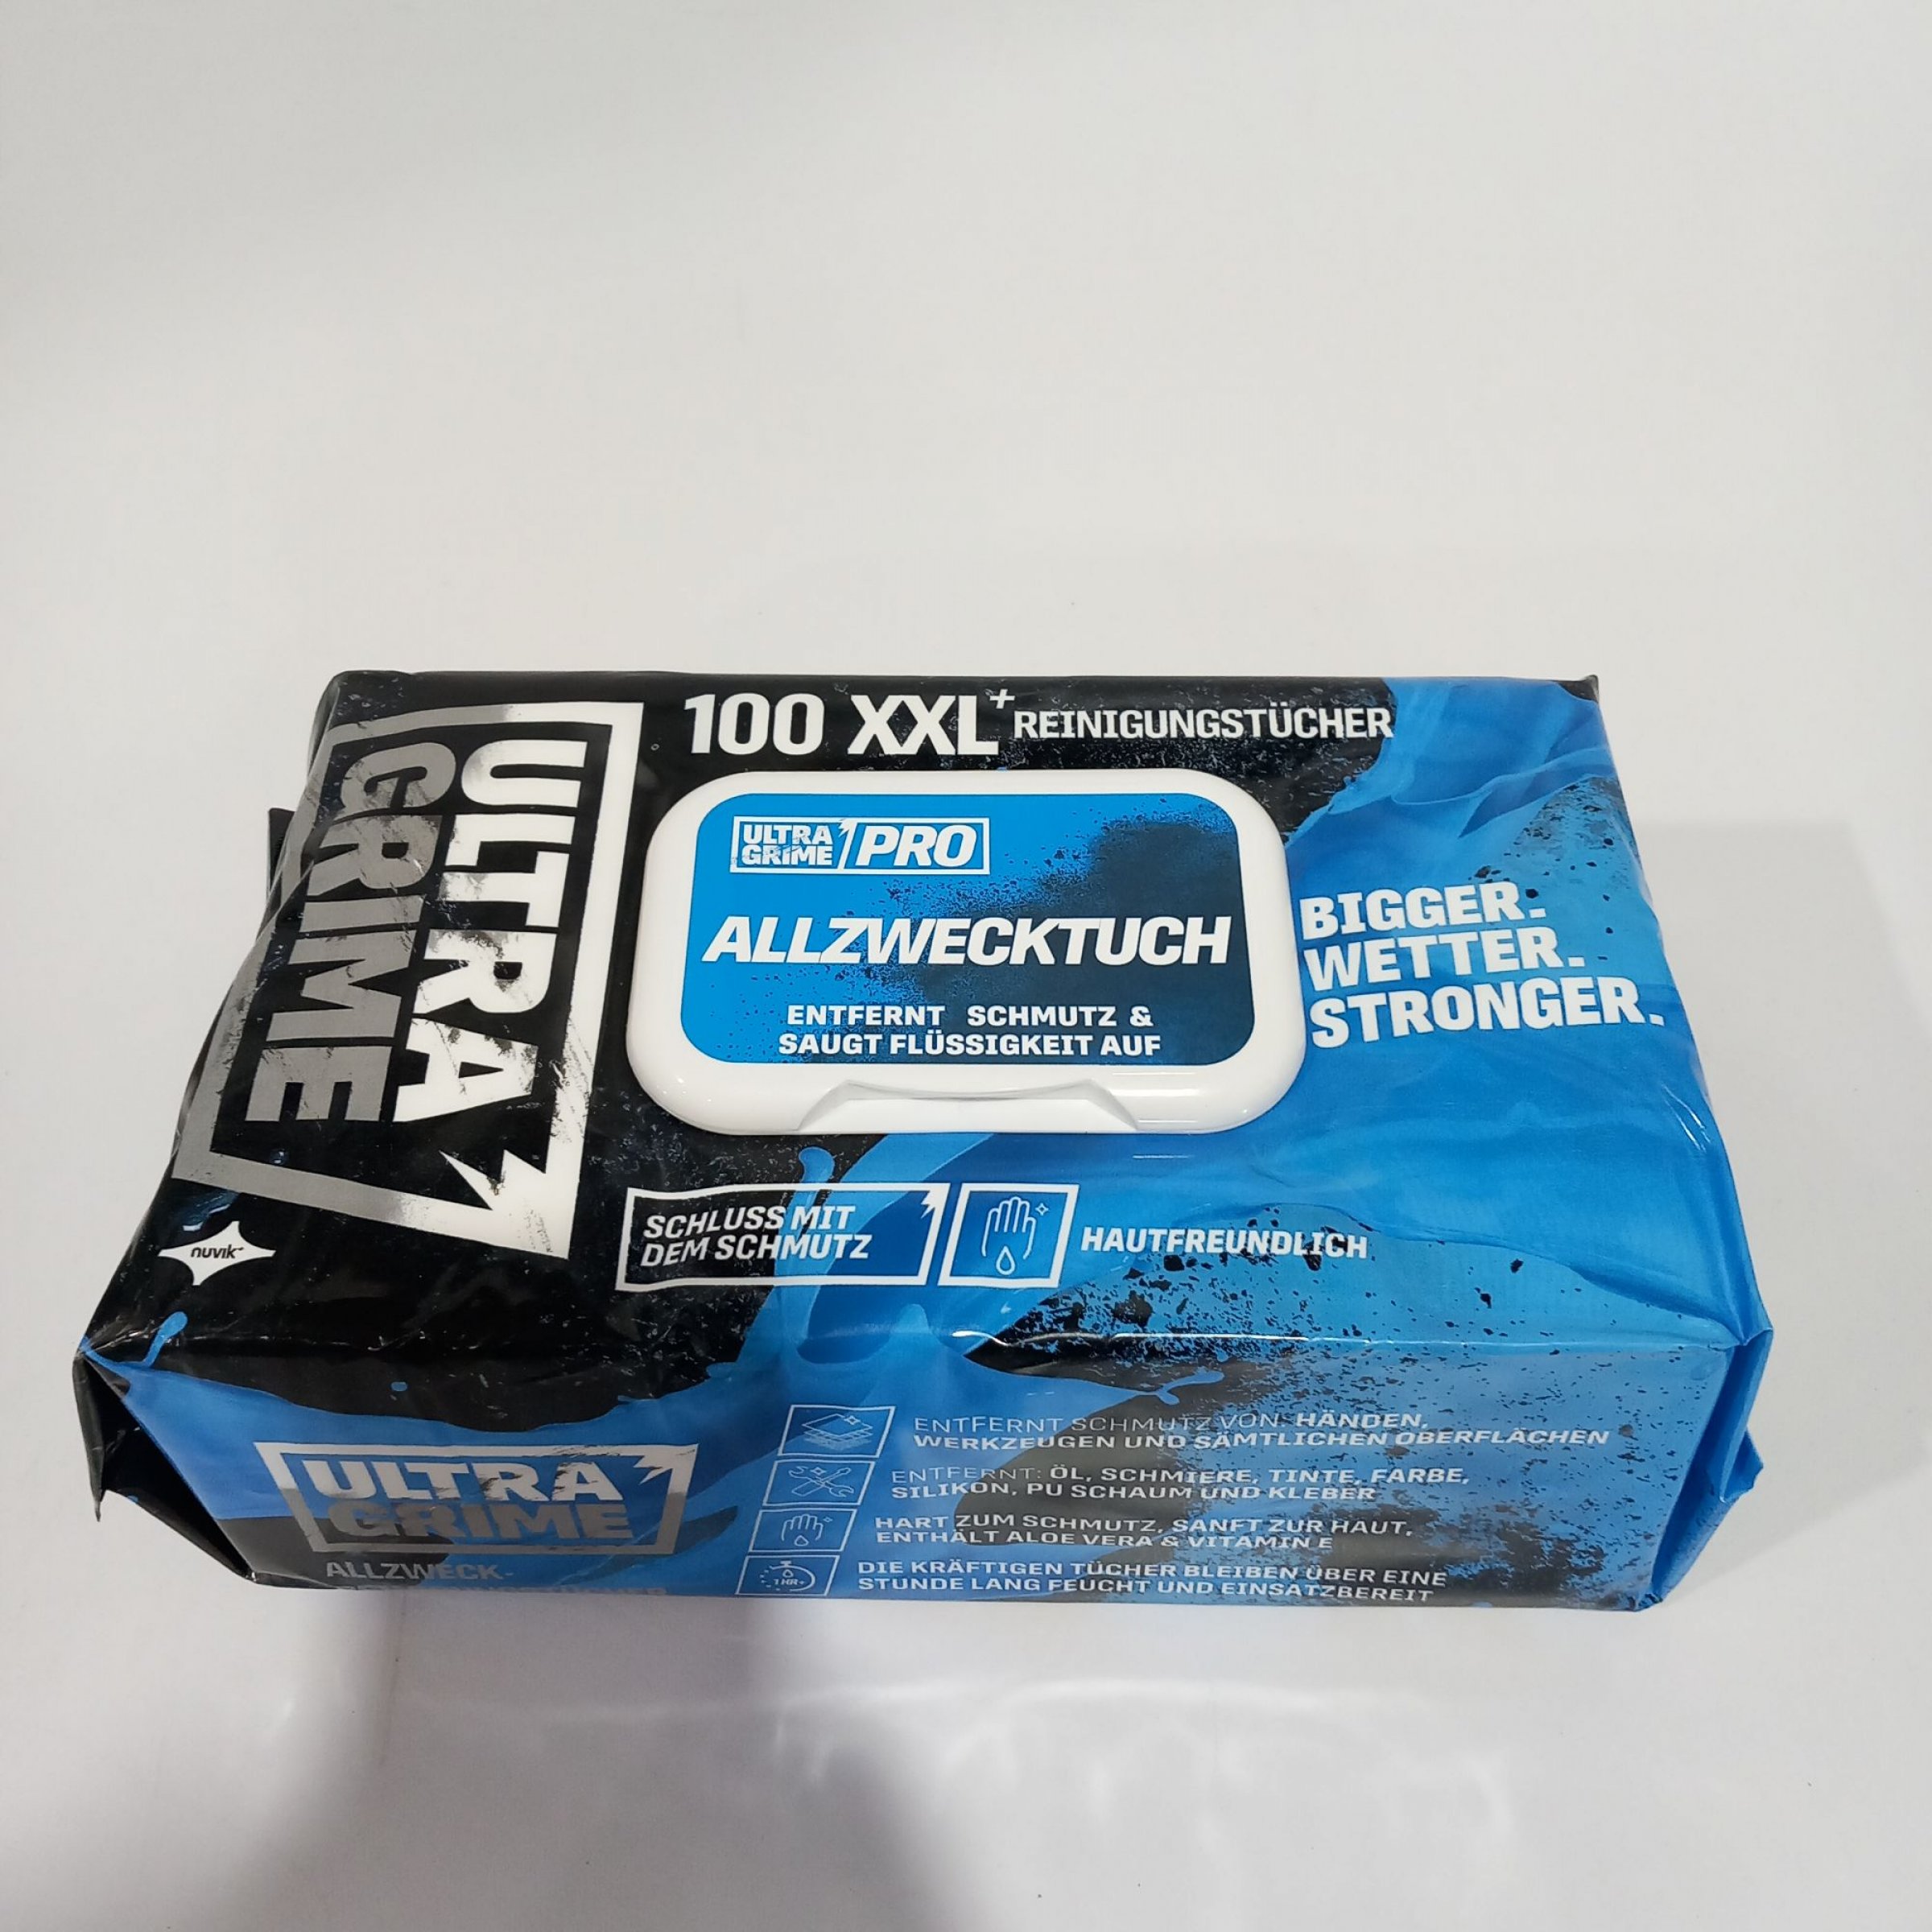 100 XXL+ REINIGUNGSTÜCHER
ULTRA
GRIME
ULTRA
GRIME
PRO
ALLZWECKTUCH
ENTFERNT SCHMUTZ &
SAUGT FLÜSSIGKEIT AUF
BIGGER.
WETTER.
STRONGER.
nuvik
SCHLUSS MIT
DEM SCHMUTZ
HAUTFREUNDLICH
ULTRA
GRIME
ALLZWECK-
ENTFERNT SCHMUTZ VON: HÄNDEN,
WERKZEUGEN UND SÄMTLICHEN OBERFLÄCHEN
ENTFERNT: ÖL, SCHMIERE, TINTE, FARBE,
SILIKON, PU SCHAUM UND KLEBER
HART ZUM SCHMUTZ, SANFT ZUR HAUT,
ENTHÄLT ALOE VERA & VITAMIN E
1 HR+
DIE KRÄFTIGEN TÜCHER BLEIBEN ÜBER EINE
STUNDE LANG FEUCHT UND EINSATZBEREIT